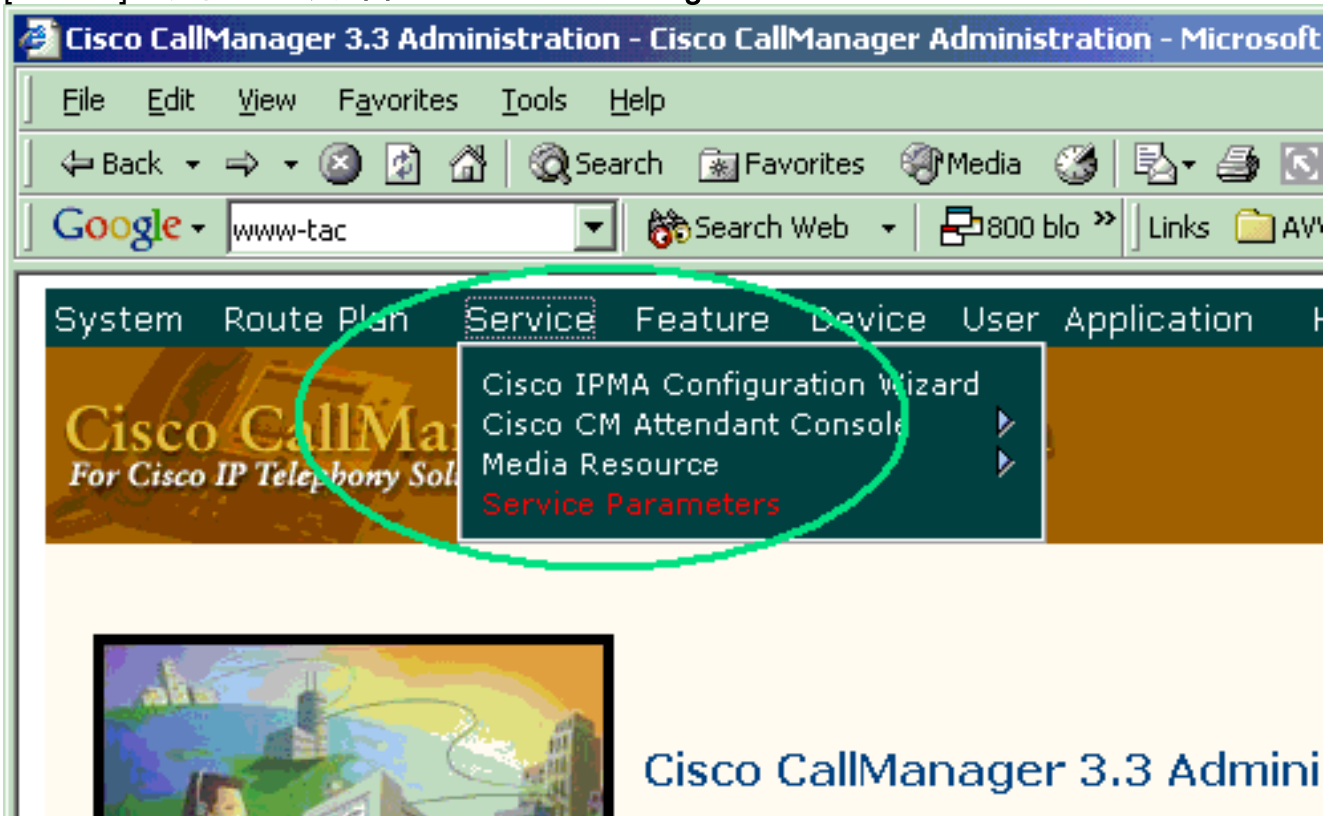 Cisco CallManager 3.3 Administration - Cisco CallManager Administration - Microsoft
File Edit View Favorites Tools Help
Back Search Favorites Media
Google www-tac Search Web 800 blo » Links
System Route Plan Service Feature Device User Application
Cisco IPMA Configuration Wizard
Cisco CM Attendant Console
Media Resource
Service Parameters
Cisco CallMa
For Cisco IP Telephony Sol
Cisco CallManager 3.3 Admini